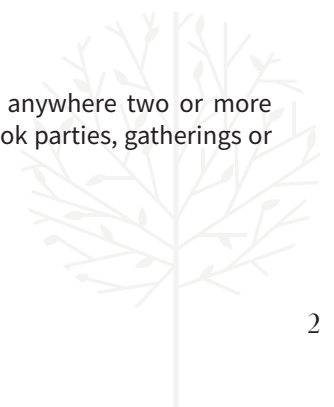 anywhere two or more
ok parties, gatherings or
2